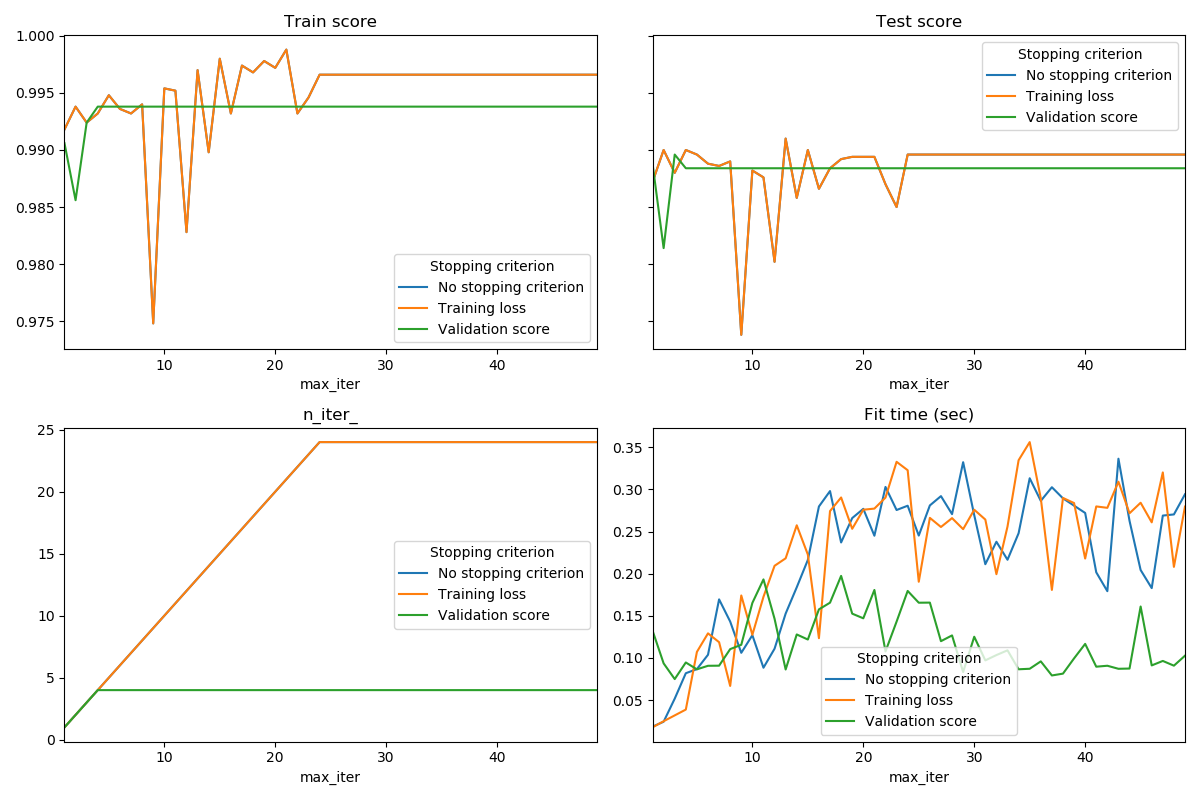 Train score
1.000
0.995
0.990
0.985
0.980
0.975
Stopping criterion
No stopping criterion
Training loss
Validation score
10 20 30 40
max_iter
Test score
Stopping criterion
No stopping criterion
Training loss
Validation score
10 20 30 40
max_iter
n_iter_
25
20
15
10
5
0
Stopping criterion
No stopping criterion
Training loss
Validation score
10 20 30 40
max_iter
Fit time (sec)
0.35
0.30
0.25
0.20
0.15
0.10
0.05
Stopping criterion
No stopping criterion
Training loss
Validation score
10 20 30 40
max_iter